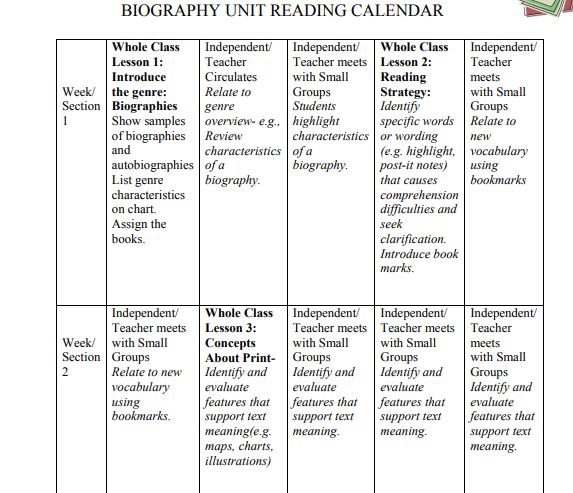 BIOGRAPHY UNIT READING CALENDAR
Week/
Section
1
Whole Class
Lesson 1:
Introduce
the genre:
Biographies
Show samples
of biographies
and
autobiographies
List genre
characteristics
on chart.
Assign the
books.
Independent/
Teacher
Circulates
Relate to
genre
overview- e.g.,
Review
characteristics
of a
biography.
Independent/
Teacher meets
with Small
Groups
Students
highlight
characteristics
of a
biography.
Whole Class
Lesson 2:
Reading
Strategy:
Identify
specific words
or wording
(e.g. highlight,
post-it notes)
that causes
comprehension
difficulties and
seek
clarification.
Introduce book
marks.
Independent/
Teacher
meets
with Small
Groups
Relate to
new
vocabulary
using
bookmarks
Week/
Section
2
Independent/
Teacher meets
with Small
Groups
Relate to new
vocabulary
using
bookmarks.
Whole Class
Lesson 3:
Concepts
About Print-
Identify and
evaluate
features that
support text
meaning(e.g.
maps, charts,
illustrations)
Independent/
Teacher meets
with Small
Groups
Identify and
evaluate
features that
support text
meaning.
Independent/
Teacher meets
with Small
Groups
Identify and
evaluate
features that
support text
meaning.
Independent/
Teacher
meets
with Small
Groups
Identify and
evaluate
features that
support text
meaning.